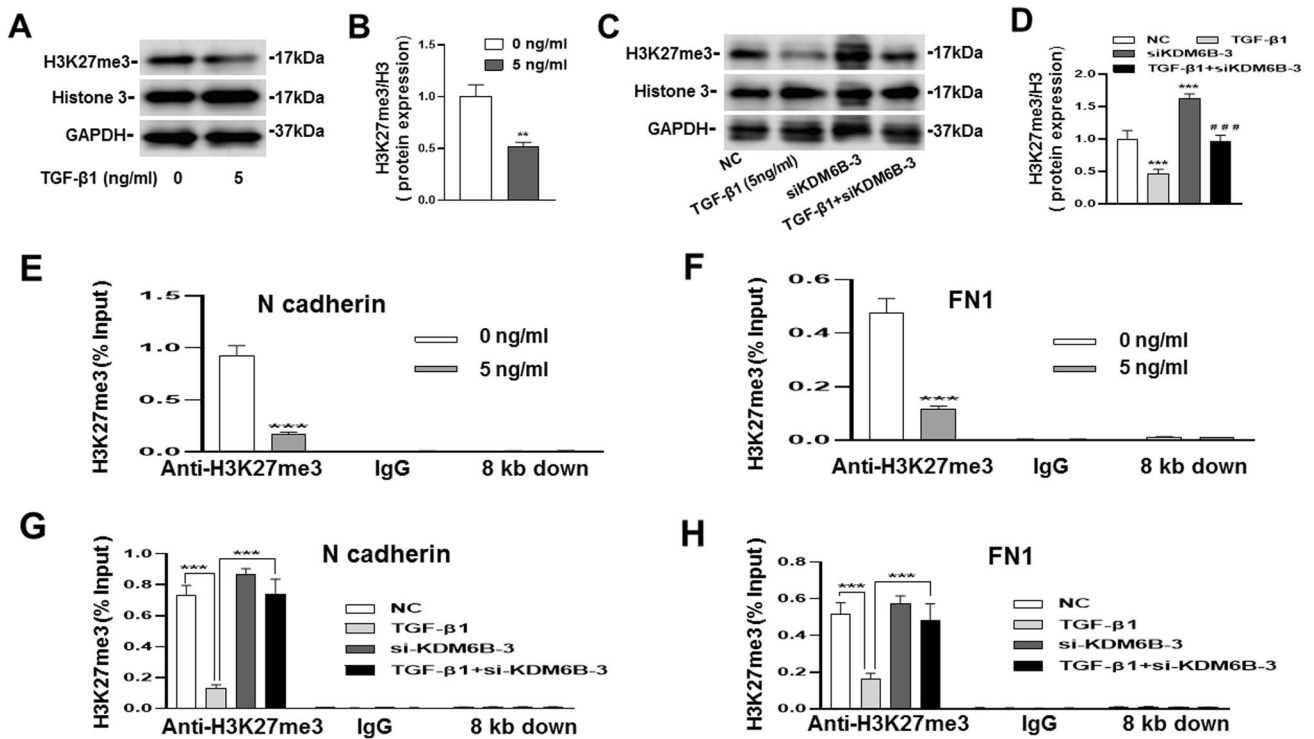 A
H3K27me3-
-17kDa
Histone 3-
-17kDa
GAPDH-
-37kDa
TGF-β1 (ng/ml) 0 5
B
0 ng/ml
5 ng/ml
H3K27me3/H3
( protein expression)
1.5
1.0
0.5
0.0
**
C
H3K27me3-
-17kDa
Histone 3-
-17kDa
GAPDH-
-37kDa
NC
TGF-β1 (5ng/ml)
siKDM6B-3
TGF-β1+siKDM6B-3
D
NC TGF-β1
siKDM6B-3
TGF-β1+siKDM6B-3
H3K27me3/H3
( protein expression)
2.0
1.5
1.0
0.5
0.0
***
***
###
E
N cadherin
H3K27me3 (% Input)
1.5
1.0
0.5
0.0
***
0 ng/ml
5 ng/ml
Anti-H3K27me3 IgG 8 kb down
F
FN1
H3K27me3 (% Input)
0.6
0.4
0.2
0.0
***
0 ng/ml
5 ng/ml
Anti-H3K27me3 IgG 8 kb down
G
N cadherin
H3K27me3 (% Input)
1.0
0.8
0.6
0.4
0.2
0.0
*** ***
NC
TGF-β1
si-KDM6B-3
TGF-β1+si-KDM6B-3
Anti-H3K27me3 IgG 8 kb down
H
FN1
H3K27me3 (% Input)
0.8
0.6
0.4
0.2
0.0
*** ***
NC
TGF-β1
si-KDM6B-3
TGF-β1+si-KDM6B-3
Anti-H3K27me3 IgG 8 kb down